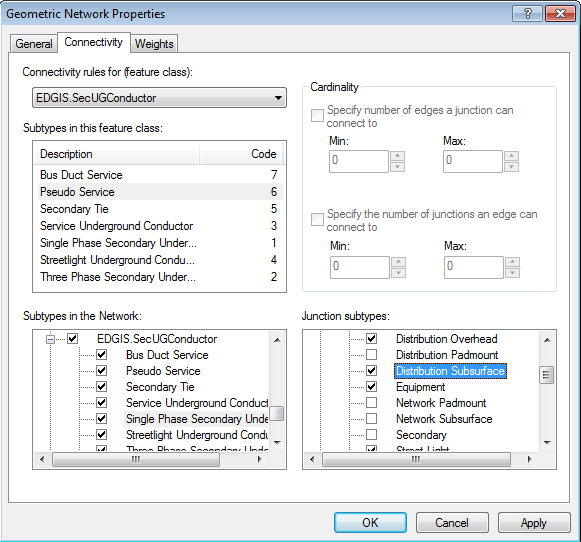 Geometric Network Properties
General Connectivity Weights
Connectivity rules for (feature class):
EDGIS.SecUGConductor
Subtypes in this feature class:
Description Code
Bus Duct Service 7
Pseudo Service 6
Secondary Tie 5
Service Underground Conductor 3
Single Phase Secondary Under... 1
Streetlight Underground Condu... 4
Three Phase Secondary Under... 2
Cardinality
Specify number of edges a junction can
connect to
Min: Max:
0 0
Specify the number of junctions an edge can
connect to
Min: Max:
0 0
Subtypes in the Network:
EDGIS.SecUGConductor
Bus Duct Service
Pseudo Service
Secondary Tie
Service Underground Conduct
Single Phase Secondary Unde
Streetlight Underground Condu
Three Phase Secondary Unde
Junction subtypes:
Distribution Overhead
Distribution Padmount
Distribution Subsurface
Equipment
Network Padmount
Network Subsurface
Secondary
Street Light
OK Cancel Apply